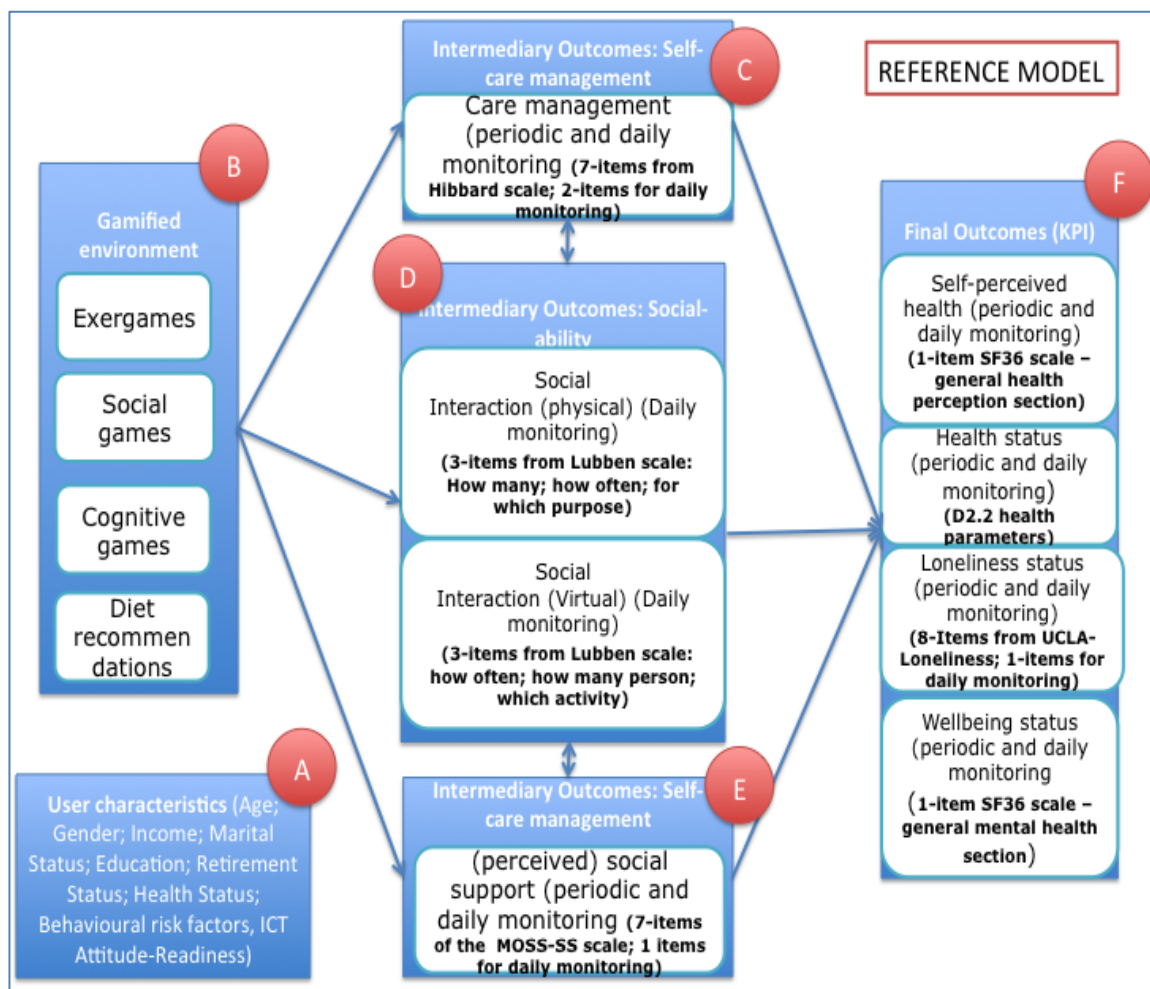 REFERENCE MODEL
A
User characteristics (Age;
Gender; Income; Marital
Status; Education; Retirement
Status; Health Status;
Behavioural risk factors, ICT
Attitude-Readiness)
B
Gamified
environment
Exergames
Social
games
Cognitive
games
Diet
recommen
dations
C
Intermediary Outcomes: Self-
care management
Care management
(periodic and daily
monitoring (7-items from
Hibbard scale; 2-items for daily
monitoring)
D
Intermediary Outcomes: Social-
ability
Social
Interaction (physical) (Daily
monitoring)
(3-items from Lubben scale:
How many; how often; for
which purpose)
Social
Interaction (Virtual) (Daily
monitoring)
(3-items from Lubben scale:
how often; how many person;
which activity)
E
Intermediary Outcomes: Self-
care management
(perceived) social
support (periodic and
daily monitoring (7-items
of the MOSS-SS scale; 1 items
for daily monitoring)
F
Final Outcomes (KPI)
Self-perceived
health (periodic and
daily monitoring)
(1-item SF36 scale –
general health
perception section)
Health status
(periodic and daily
monitoring)
(D2.2 health
parameters)
Loneliness status
(periodic and daily
monitoring)
(8-Items from UCLA-
Loneliness; 1-items for
daily monitoring)
Wellbeing status
(periodic and daily
monitoring
(1-item SF36 scale –
general mental health
section)